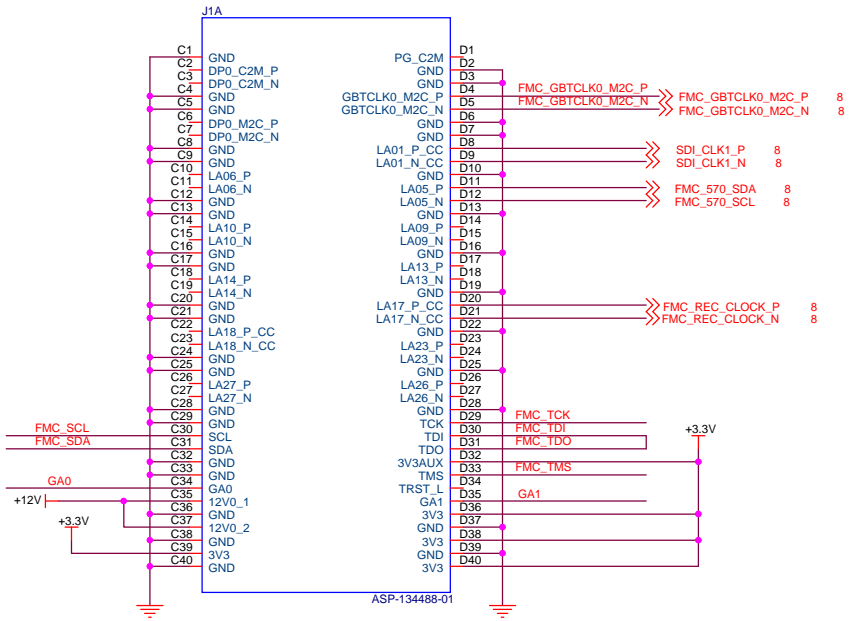 J1A
C1 GND PG_C2M D1
C2 DP0_C2M_P GND D2
C3 DP0_C2M_N GND D3
C4 GND GBTCLK0_M2C_P D4 FMC_GBTCLK0_M2C_P FMC_GBTCLK0_M2C_P 8
C5 GND GBTCLK0_M2C_N D5 FMC_GBTCLK0_M2C_N FMC_GBTCLK0_M2C_N 8
C6 DP0_M2C_P GND D6
C7 DP0_M2C_N GND D7
C8 GND LA01_P_CC D8 SDI_CLK1_P 8
C9 GND LA01_N_CC D9 SDI_CLK1_N 8
C10 LA06_P GND D10
C11 LA06_N LA05_P D11 FMC_570_SDA 8
C12 GND LA05_N D12 FMC_570_SCL 8
C13 GND GND D13
C14 LA10_P LA09_P D14
C15 LA10_N LA09_N D15
C16 GND GND D16
C17 GND LA13_P D17
C18 LA14_P LA13_N D18
C19 LA14_N GND D19
C20 GND LA17_P_CC D20 FMC_REC_CLOCK_P 8
C21 GND LA17_N_CC D21 FMC_REC_CLOCK_N 8
C22 LA18_P_CC GND D22
C23 LA18_N_CC LA23_P D23
C24 GND LA23_N D24
C25 GND GND D25
C26 LA27_P LA26_P D26
C27 LA27_N LA26_N D27
C28 GND GND D28
C29 GND TCK D29 FMC_TCK
FMC_SCL C30 SCL TDI D30 FMC_TDI +3.3V
FMC_SDA C31 SDA TDO D31 FMC_TDO
C32 GND 3V3AUX D32
C33 GND TMS D33 FMC_TMS
GA0 C34 GA0 TRST_L D34
+12V C35 12V0_1 GA1 D35 GA1
C36 GND 3V3 D36
+3.3V C37 12V0_2 GND D37
C38 GND 3V3 D38
C39 3V3 GND D39
C40 GND 3V3 D40
ASP-134488-01